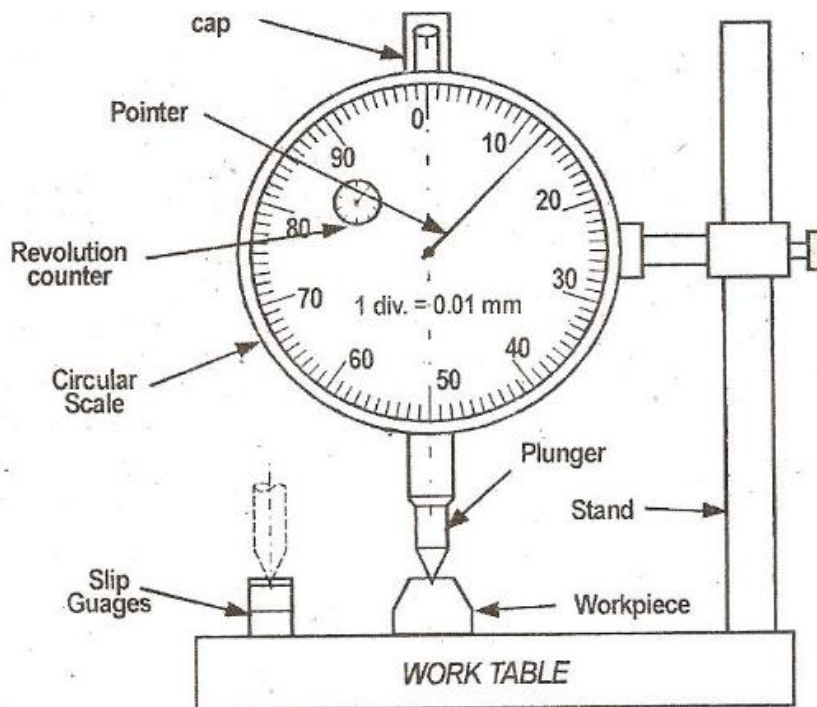 cap
Pointer
0
10
20
30
40
50
60
70
80
90
1 div. = 0.01 mm
Revolution
counter
Circular
Scale
Plunger
Stand
Slip
Guages
Workpiece
WORK TABLE